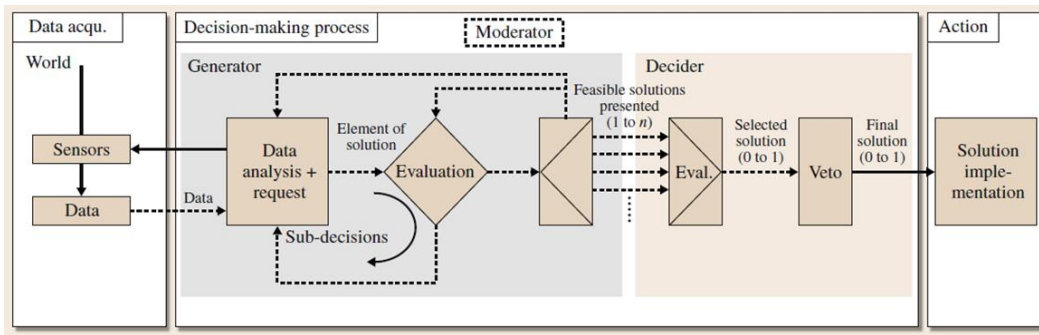 Data acqu.
Decision-making process
Moderator
Action
World
Generator
Decider
Feasible solutions
presented
(1 to n)
Element of
solution
Selected
solution
(0 to 1)
Final
solution
(0 to 1)
Sensors
Data
analysis +
request
Evaluation
Eval.
Veto
Solution
imple-
mentation
Data
Data
Sub-decisions